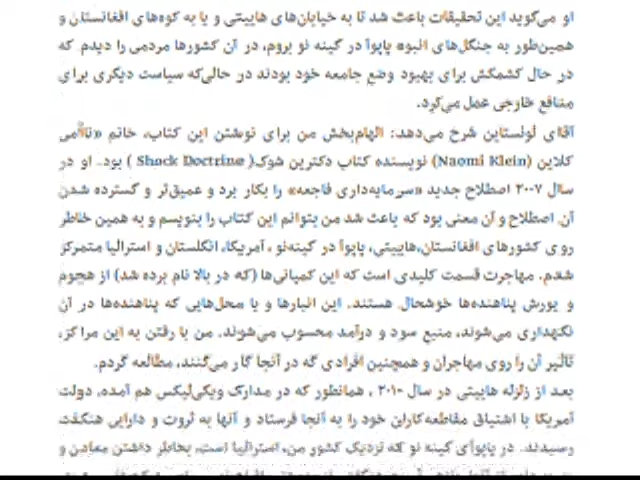 او می‌گوید این تحقیقات باعث شد تا به خیابان‌های هاییتی و یا به کوه‌های افغانستان و
همین‌طور به جنگل‌های انبوه پاپوآ در گینه نو بروم، در آن کشورها مردمی را دیدم که
در حال کشمکش برای بهبود وضع جامعه خود بودند در حالی‌که سیاست دیگری برای
منافع خارجی عمل می‌کرد.
آقای لونستاین شرح می‌دهد: الهام‌بخش من برای نوشتن این کتاب، خانم «نائومی
کلاین (Naomi Klein) نویسنده کتاب دکترین شوک( Shock Doctrine ) بود. او در
سال ۲۰۰۷ اصطلاح جدید «سرمایه‌داری فاجعه» را بکار برد و عمیق‌تر و گسترده شدن
آن اصطلاح و آن معنی بود که باعث شد من بتوانم این کتاب را بنویسم و به همین خاطر
روی کشورهای افغانستان،هاییتی، پاپوآ در گینه‌نو ، آمریکا، انگلستان و استرالیا متمرکز
شدم. مهاجرت قسمت کلیدی است که این کمپانی‌ها (که در بالا نام برده شد) از هجوم
و یورش پناهنده‌ها خوشحال هستند. این انبارها و یا محل‌هایی که پناهنده‌ها در آن
نگهداری می‌شوند، منبع سود و درآمد محسوب می‌شوند. من با رفتن به این مراکز،
تاثیر آن را روی مهاجران و همچنین افرادی که در آنجا کار می‌کنند، مطالعه کردم.
بعد از زلزله هاییتی در سال ۲۰۱۰ ، همانطور که در مدارک ویکی‌لیکس هم آمده، دولت
آمریکا با اشتیاق مقاطعه‌کاران خود را به آنجا فرستاد و آنها به ثروت و دارایی هنگفت
رسیدند. در پاپوآی گینه نو که نزدیک کشور من، استرالیا است، بخاطر داشتن معادن و